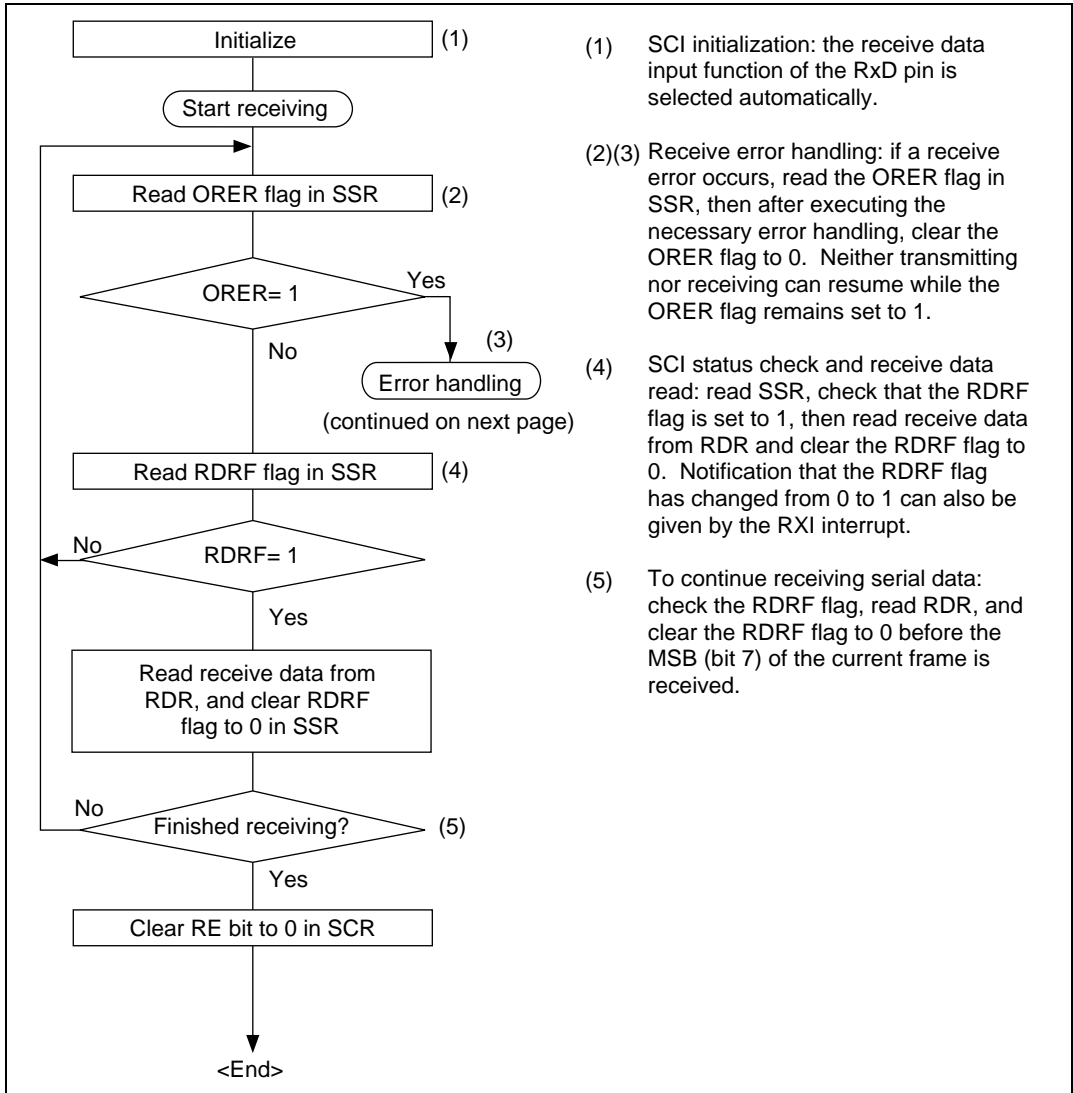 Initialize (1)
Start receiving
Read ORER flag in SSR (2)
ORER= 1
Yes
No
(3)
Error handling
(continued on next page)
Read RDRF flag in SSR (4)
No
RDRF= 1
Yes
Read receive data from
RDR, and clear RDRF
flag to 0 in SSR
No
Finished receiving? (5)
Yes
Clear RE bit to 0 in SCR
<End>
(1) SCI initialization: the receive data
input function of the RxD pin is
selected automatically.
(2)(3) Receive error handling: if a receive
error occurs, read the ORER flag in
SSR, then after executing the
necessary error handling, clear the
ORER flag to 0. Neither transmitting
nor receiving can resume while the
ORER flag remains set to 1.
(4) SCI status check and receive data
read: read SSR, check that the RDRF
flag is set to 1, then read receive data
from RDR and clear the RDRF flag to
0. Notification that the RDRF flag
has changed from 0 to 1 can also be
given by the RXI interrupt.
(5) To continue receiving serial data:
check the RDRF flag, read RDR, and
clear the RDRF flag to 0 before the
MSB (bit 7) of the current frame is
received.